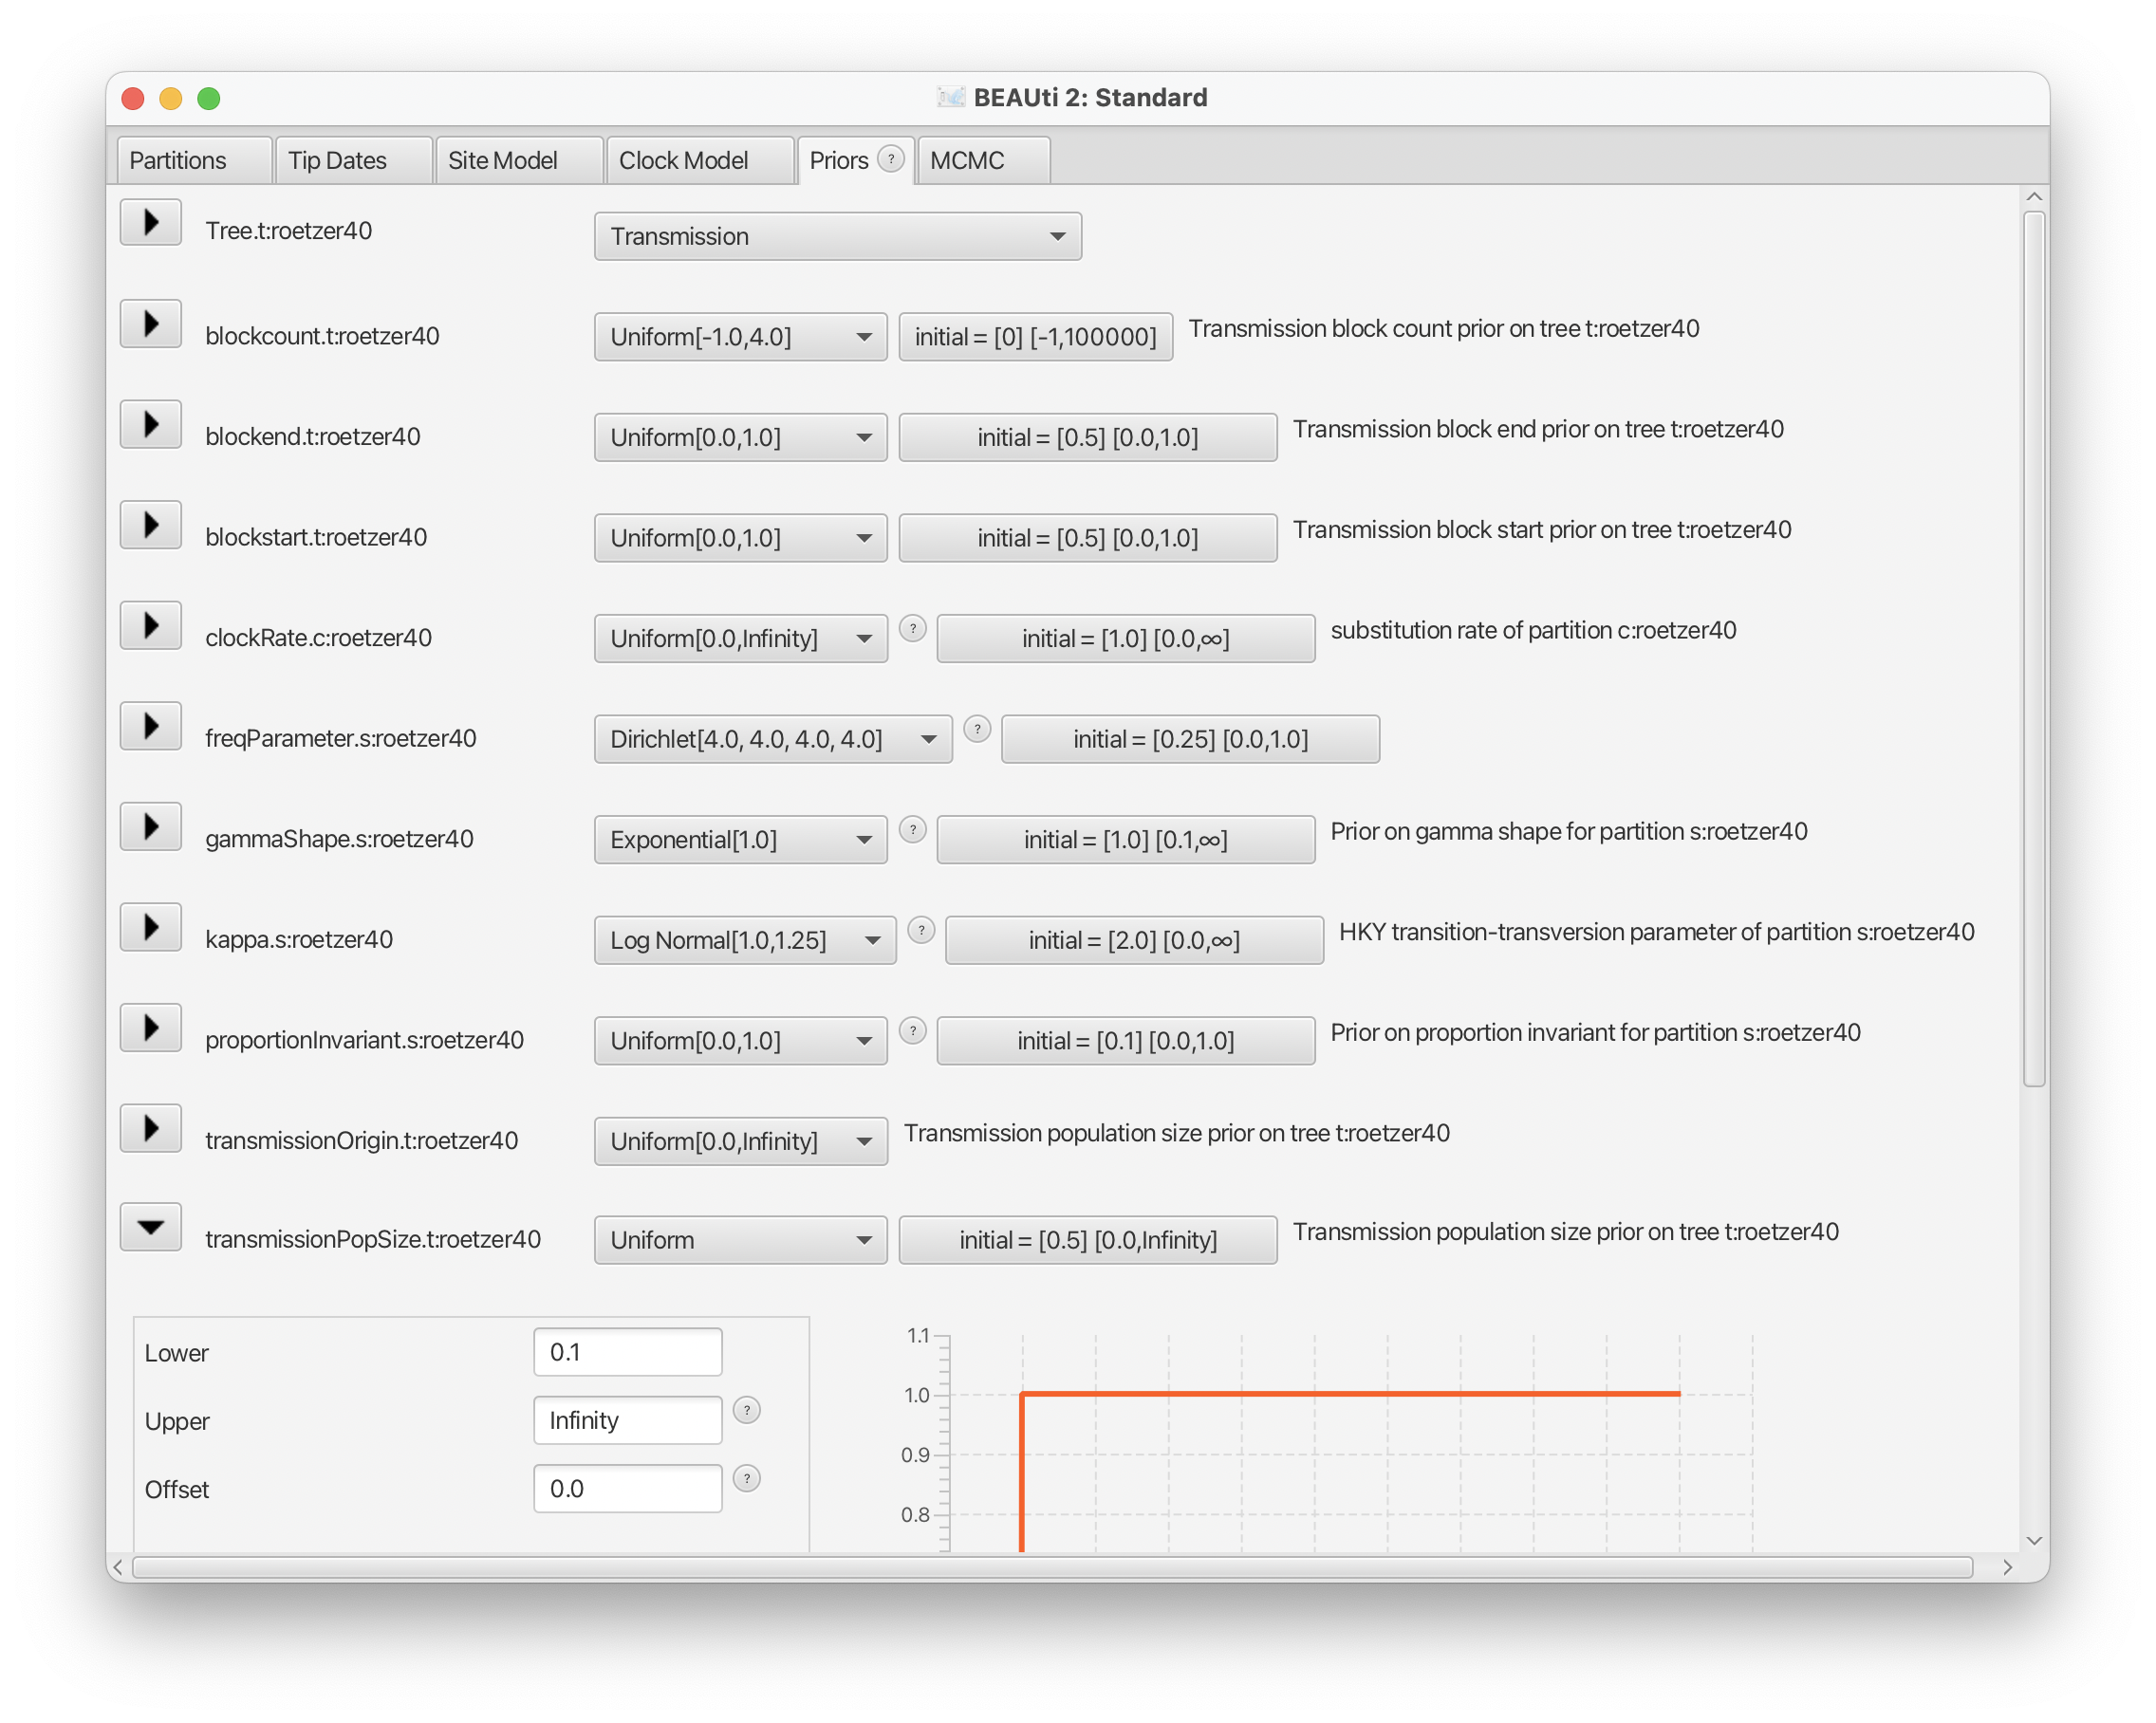 BEAUti 2: Standard
Partitions Tip Dates Site Model Clock Model Priors ? MCMC
Tree.t:roetzer40 Transmission
blockcount.t:roetzer40 Uniform[-1.0,4.0] initial = [0] [-1,100000] Transmission block count prior on tree t:roetzer40
blockend.t:roetzer40 Uniform[0.0,1.0] initial = [0.5] [0.0,1.0] Transmission block end prior on tree t:roetzer40
blockstart.t:roetzer40 Uniform[0.0,1.0] initial = [0.5] [0.0,1.0] Transmission block start prior on tree t:roetzer40
clockRate.c:roetzer40 Uniform[0.0,Infinity] ? initial = [1.0] [0.0,∞] substitution rate of partition c:roetzer40
freqParameter.s:roetzer40 Dirichlet[4.0, 4.0, 4.0, 4.0] ? initial = [0.25] [0.0,1.0]
gammaShape.s:roetzer40 Exponential[1.0] ? initial = [1.0] [0.1,∞] Prior on gamma shape for partition s:roetzer40
kappa.s:roetzer40 Log Normal[1.0,1.25] ? initial = [2.0] [0.0,∞] HKY transition-transversion parameter of partition s:roetzer40
proportionInvariant.s:roetzer40 Uniform[0.0,1.0] ? initial = [0.1] [0.0,1.0] Prior on proportion invariant for partition s:roetzer40
transmissionOrigin.t:roetzer40 Uniform[0.0,Infinity] Transmission population size prior on tree t:roetzer40
transmissionPopSize.t:roetzer40 Uniform initial = [0.5] [0.0,Infinity] Transmission population size prior on tree t:roetzer40
Lower 0.1
Upper Infinity ?
Offset 0.0 ?
1.1
1.0
0.9
0.8